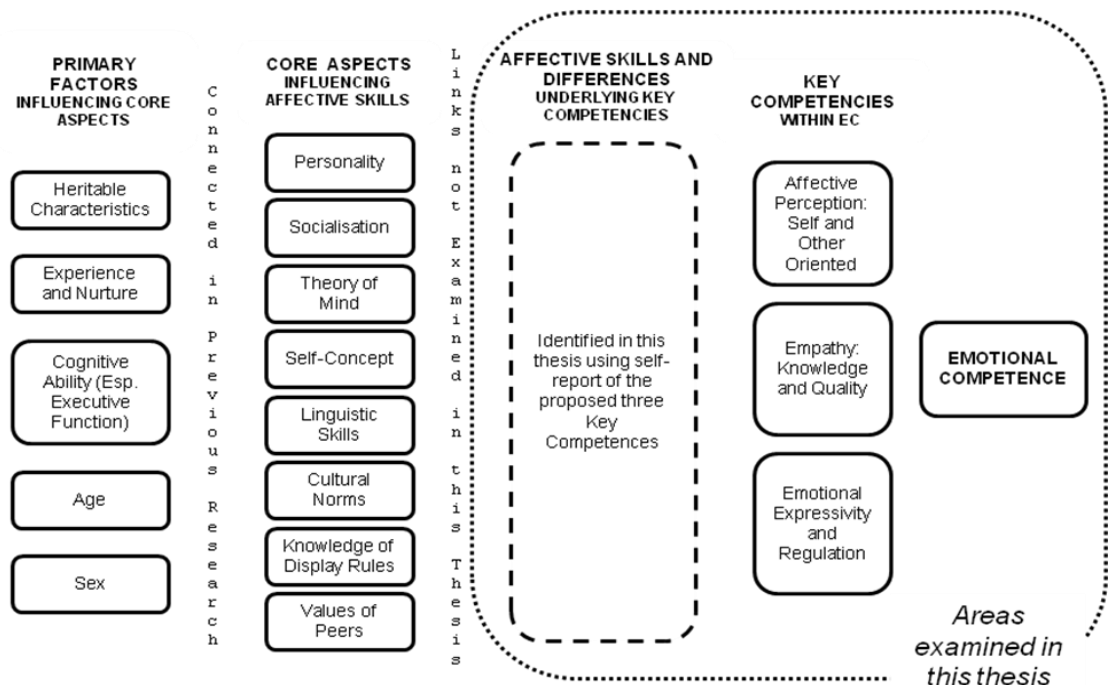 PRIMARY
FACTORS
INFLUENCING CORE
ASPECTS
Heritable
Characteristics
Experience
and Nurture
Cognitive
Ability (Esp.
Executive
Function)
Age
Sex
Connected in Previous Research
CORE ASPECTS
INFLUENCING
AFFECTIVE SKILLS
Personality
Socialisation
Theory of
Mind
Self-Concept
Linguistic
Skills
Cultural
Norms
Knowledge of
Display Rules
Values of
Peers
Links not Examined in this Thesis
AFFECTIVE SKILLS AND
DIFFERENCES
UNDERLYING KEY
COMPETENCIES
Identified in this
thesis using self-
report of the
proposed three
Key
Competences
KEY
COMPETENCIES
WITHIN EC
Affective
Perception:
Self and
Other
Oriented
Empathy:
Knowledge
and Quality
Emotional
Expressivity
and
Regulation
EMOTIONAL
COMPETENCE
Areas
examined in
this thesis